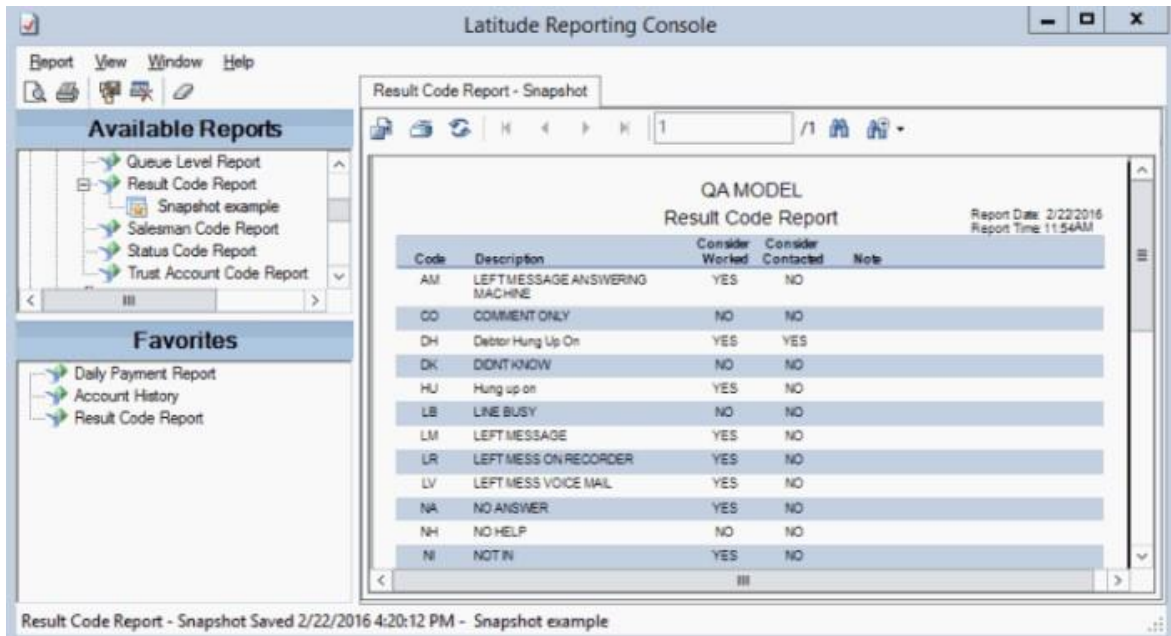 Latitude Reporting Console
Report View Window Help
Available Reports
Queue Level Report
Result Code Report
Snapshot example
Salesman Code Report
Status Code Report
Trust Account Code Report
Favorites
Daily Payment Report
Account History
Result Code Report
Result Code Report - Snapshot
1 /1
QA MODEL
Result Code Report
Report Date: 2/22/2016
Report Time: 11:54AM
Code Description Consider Worked Consider Contacted Note
AM LEFT MESSAGE ANSWERING MACHINE YES NO
CO COMMENT ONLY NO NO
DH Debtor Hung Up On YES YES
DK DIDNT KNOW NO NO
HU Hung up on YES NO
LB LINE BUSY NO NO
LM LEFT MESSAGE YES NO
LR LEFT MESS ON RECORDER YES NO
LV LEFT MESS VOICE MAIL YES NO
NA NO ANSWER YES NO
NH NO HELP NO NO
NI NOT IN YES NO
Result Code Report - Snapshot Saved 2/22/2016 4:20:12 PM - Snapshot example